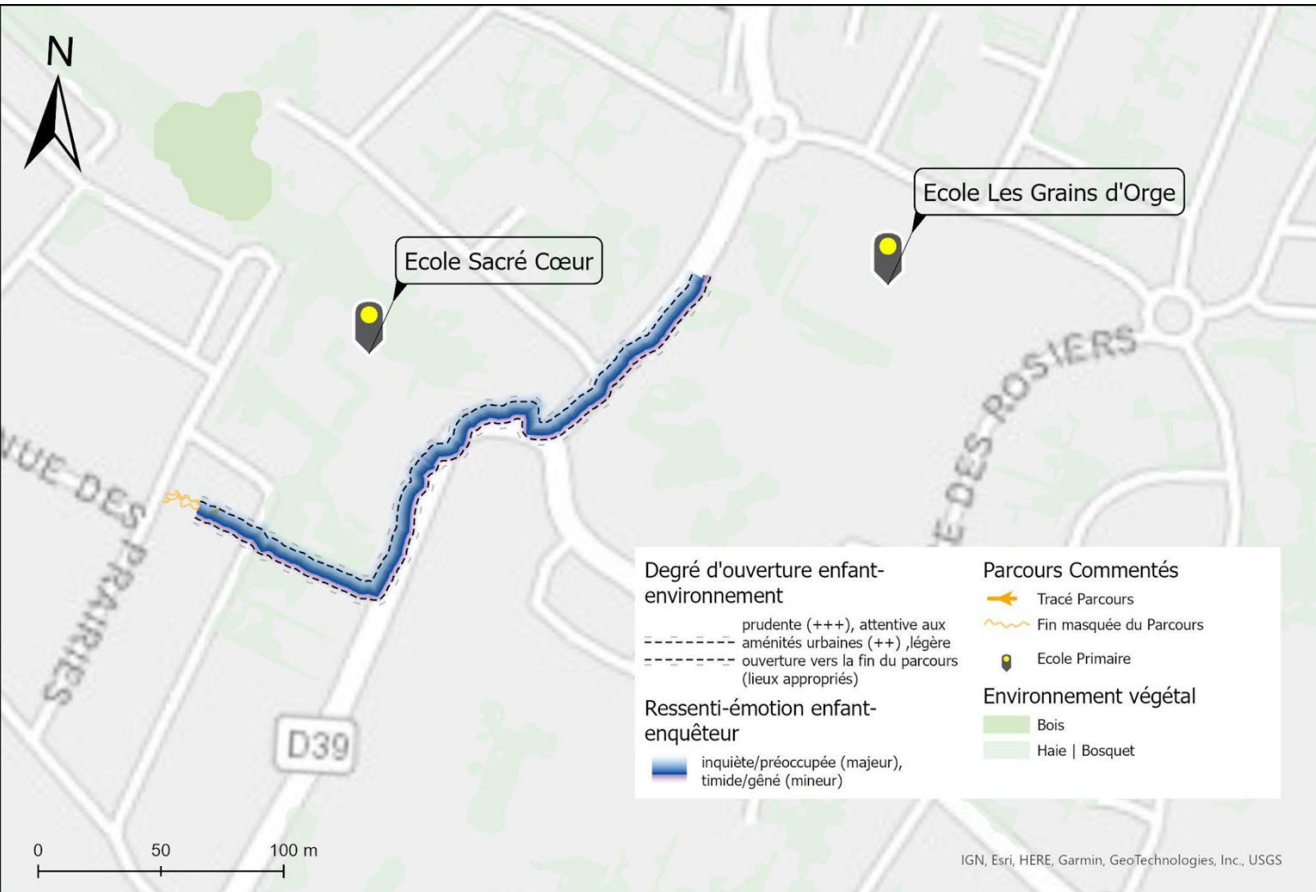 N
Ecole Les Grains d'Orge
Ecole Sacré Cœur
E DES ROSIERS
NUE DES PRAIRIES
D39
Degré d'ouverture enfant-
environnement
prudente (+++), attentive aux
aménités urbaines (++) ,légère
ouverture vers la fin du parcours
(lieux appropriés)
Ressenti-émotion enfant-
enquêteur
inquiète/préoccupée (majeur),
timide/gêné (mineur)
Parcours Commentés
Tracé Parcours
Fin masquée du Parcours
Ecole Primaire
Environnement végétal
Bois
Haie | Bosquet
0 50 100 m
IGN, Esri, HERE, Garmin, GeoTechnologies, Inc., USGS